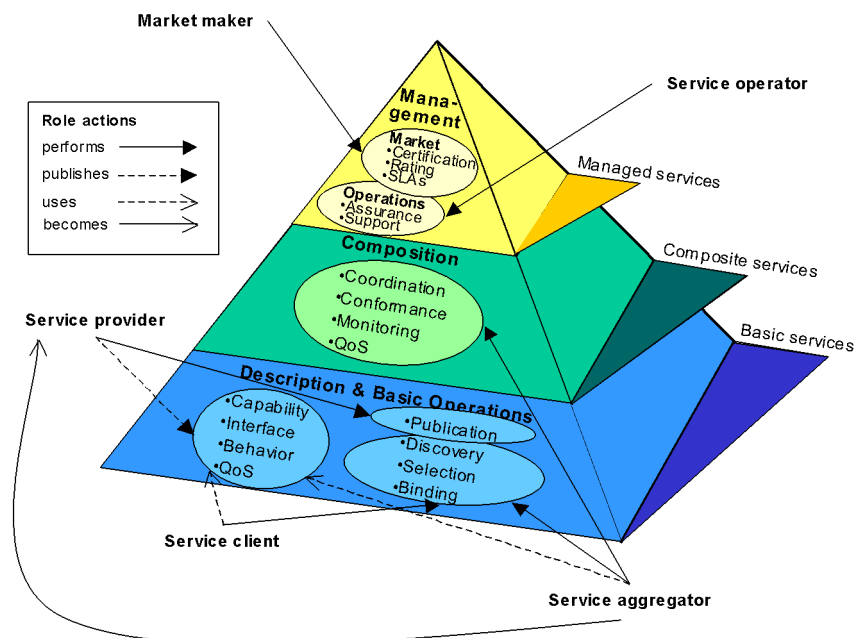 Market maker
Service operator
Role actions
performs
publishes
uses
becomes
Mana-
gement
Market
•Certification
•Rating
•SLAs
Operations
•Assurance
•Support
Managed services
Composition
•Coordination
•Conformance
•Monitoring
•QoS
Composite services
Service provider
Basic services
Description & Basic Operations
•Capability
•Interface
•Behavior
•QoS
•Publication
•Discovery
•Selection
•Binding
Service client
Service aggregator